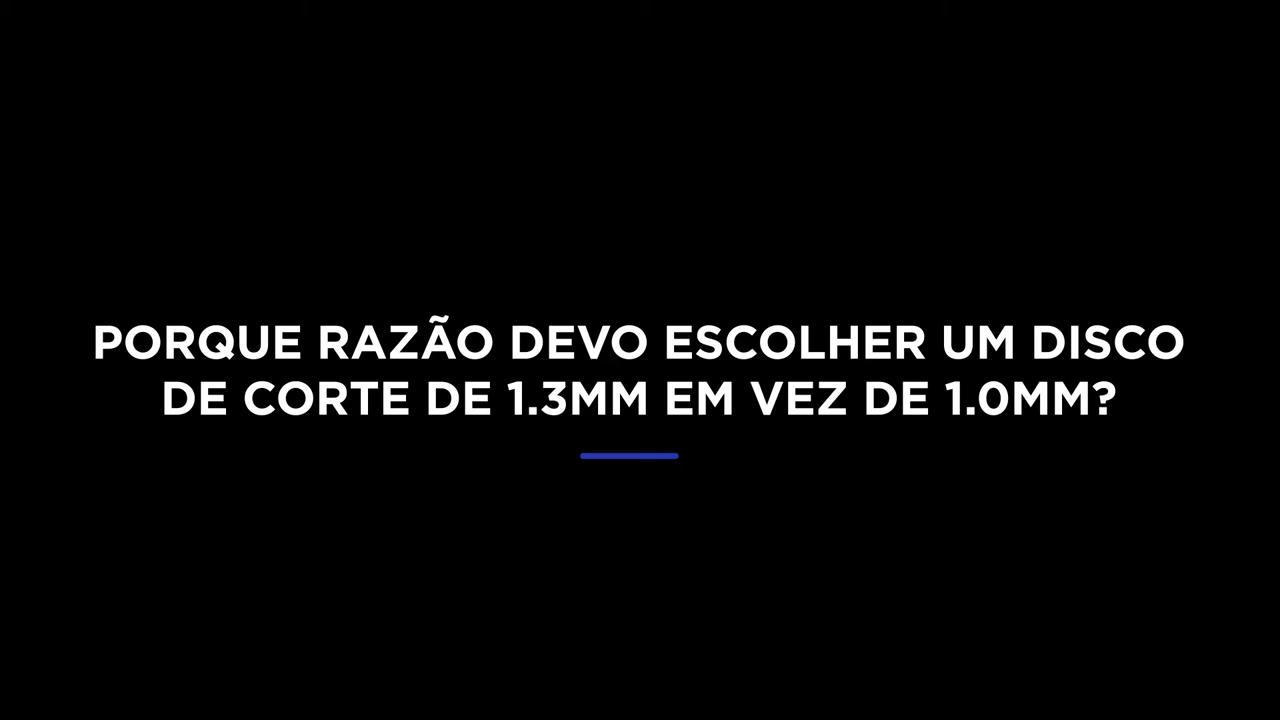 PORQUE RAZÃO DEVO ESCOLHER UM DISCO
DE CORTE DE 1.3MM EM VEZ DE 1.0MM?